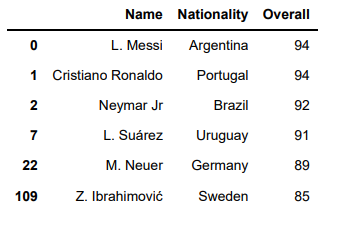 Name Nationality Overall
0 L. Messi Argentina 94
1 Cristiano Ronaldo Portugal 94
2 Neymar Jr Brazil 92
7 L. Suárez Uruguay 91
22 M. Neuer Germany 89
109 Z. Ibrahimović Sweden 85